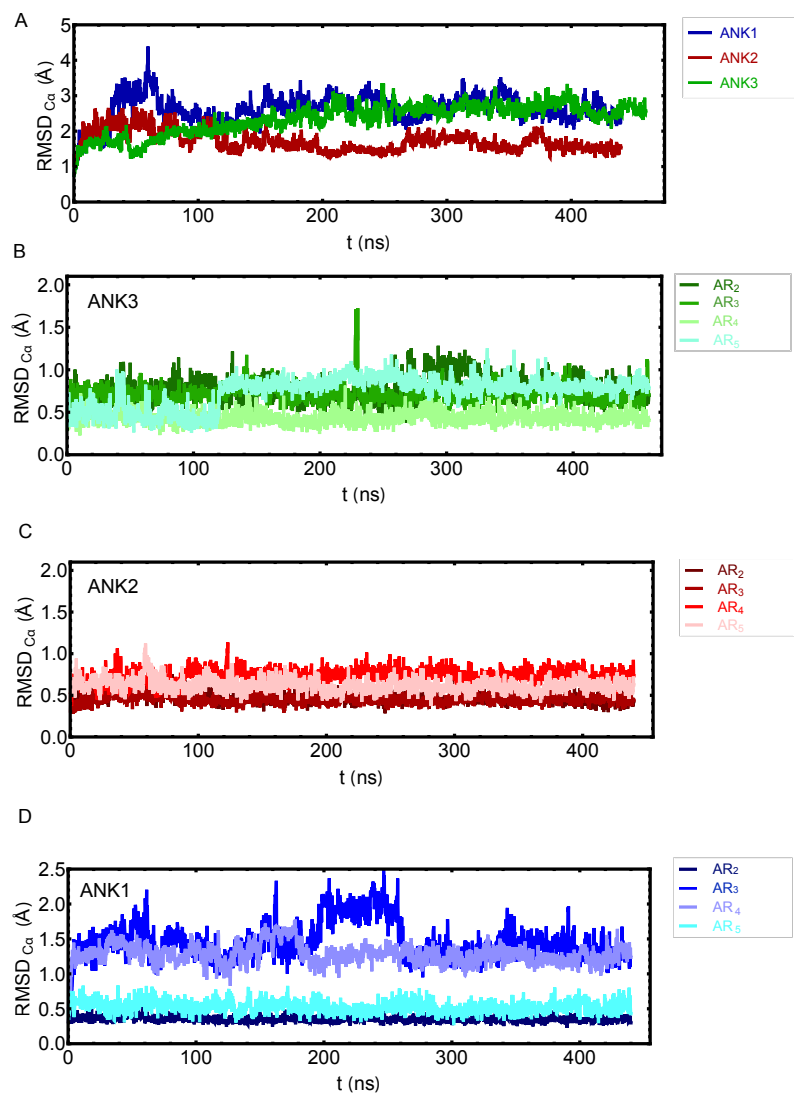 A
5
4
3
2
1
0
RMSD Cα (Å)
0 100 200 300 400
t (ns)
ANK1
ANK2
ANK3
B
ANK3
2.0
1.5
1.0
0.5
0.0
RMSD Cα (Å)
0 100 200 300 400
t (ns)
AR2
AR3
AR4
AR5
C
ANK2
2.0
1.5
1.0
0.5
0.0
RMSD Cα (Å)
0 100 200 300 400
t (ns)
AR2
AR3
AR4
AR5
D
ANK1
2.5
2.0
1.5
1.0
0.5
0.0
RMSD Cα (Å)
0 100 200 300 400
t (ns)
AR2
AR3
AR4
AR5